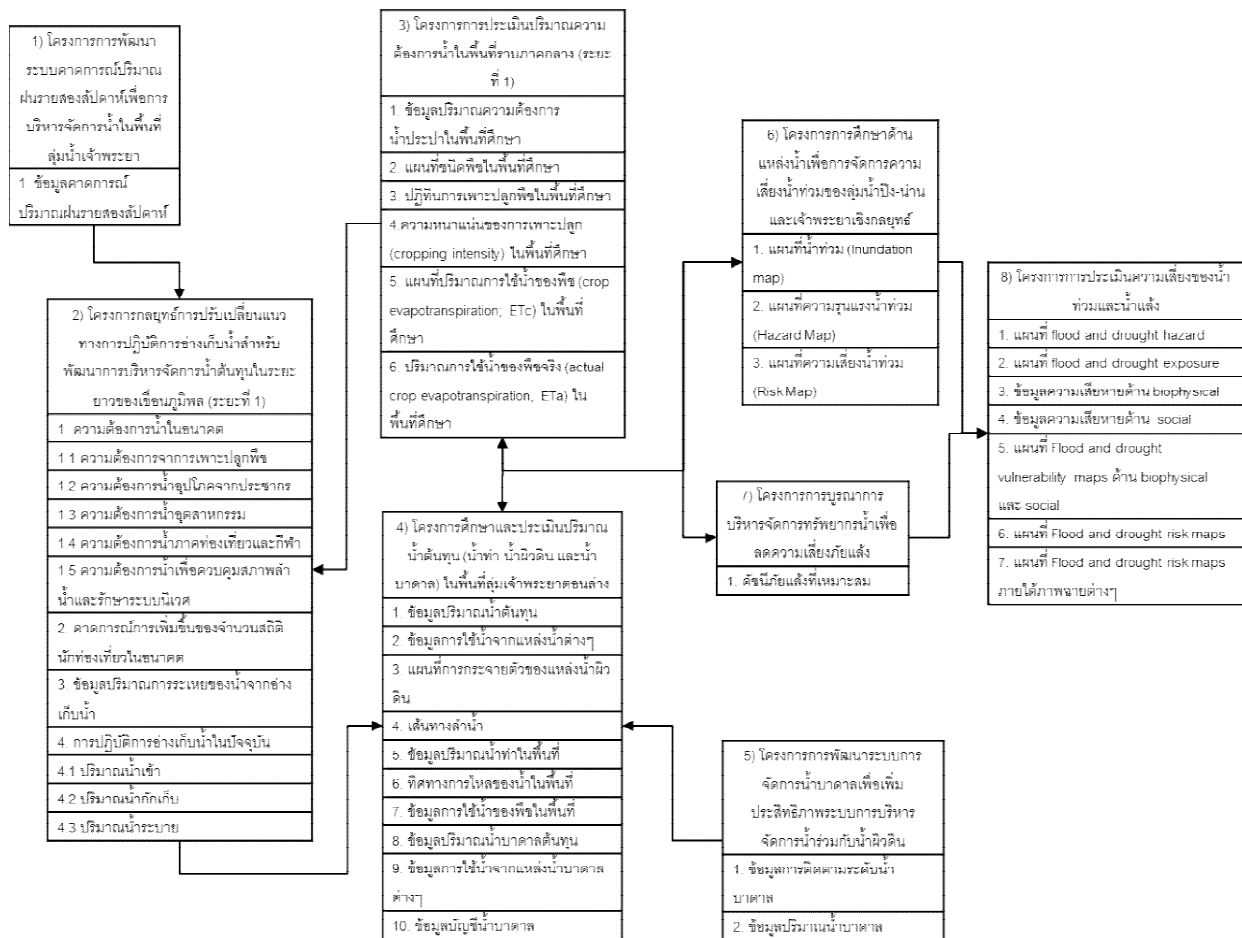 1) โครงการการพัฒนา
ระบบคาดการณ์ปริมาณ
ฝนรายสองสัปดาห์เพื่อการ
บริหารจัดการน้ำในพื้นที่
ลุ่มน้ำเจ้าพระยา
1 ข้อมูลคาดการณ์
ปริมาณฝนรายสองสัปดาห์
2) โครงการกลยุทธ์การปรับเปลี่ยนแนว
ทางการปฏิบัติการอ่างเก็บน้ำสำหรับ
พัฒนาการบริหารจัดการน้ำต้นทุนในระยะ
ยาวของเขื่อนภูมิพล (ระยะที่ 1)
1 ความต้องการน้ำในอนาคต
1.1 ความต้องการจาการเพาะปลูกพืช
1.2 ความต้องการน้ำอุปโภคจากประชากร
1.3 ความต้องการน้ำอุตสาหกรรม
1.4 ความต้องการน้ำภาคท่องเที่ยวและกีฬา
1.5 ความต้องการน้ำเพื่อควบคุมสภาพลำ
น้ำและรักษาระบบนิเวศ
2. คาดการณ์การเพิ่มขึ้นของจำนวนสถิติ
นักท่องเที่ยวในอนาคต
3. ข้อมูลปริมาณการระเหยของน้ำจากอ่าง
เก็บน้ำ
4. การปฏิบัติการอ่างเก็บน้ำในปัจจุบัน
4.1 ปริมาณน้ำเข้า
4.2 ปริมาณน้ำกักเก็บ
4.3 ปริมาณน้ำระบาย
3) โครงการการประเมินปริมาณความ
ต้องการน้ำในพื้นที่ราบภาคกลาง (ระยะ
ที่ 1)
1. ข้อมูลปริมาณความต้องการ
น้ำประปาในพื้นที่ศึกษา
2. แผนที่ชนิดพืชในพื้นที่ศึกษา
3. ปฏิทินการเพาะปลูกพืชในพื้นที่ศึกษา
4.ความหนาแน่นของการเพาะปลูก
(cropping intensity) ในพื้นที่ศึกษา
5. แผนที่ปริมาณการใช้น้ำของพืช (crop
evapotranspiration; ETc) ในพื้นที่
ศึกษา
6. ปริมาณการใช้น้ำของพืชจริง (actual
crop evapotranspiration, ETa) ใน
พื้นที่ศึกษา
4) โครงการศึกษาและประเมินปริมาณ
น้ำต้นทุน (น้ำท่า น้ำผิวดิน และน้ำ
บาดาล) ในพื้นที่ลุ่มเจ้าพระยาตอนล่าง
1. ข้อมูลปริมาณน้ำต้นทุน
2. ข้อมูลการใช้น้ำจากแหล่งน้ำต่างๆ
3. แผนที่การกระจายตัวของแหล่งน้ำผิว
ดิน
4. เส้นทางลำน้ำ
5. ข้อมูลปริมาณน้ำท่าในพื้นที่
6. ทิศทางการไหลของน้ำในพื้นที่
7. ข้อมูลการใช้น้ำของพืชในพื้นที่
8. ข้อมูลปริมาณน้ำบาดาลต้นทุน
9. ข้อมูลการใช้น้ำจากแหล่งน้ำบาดาล
ต่างๆ
10. ข้อมูลบัญชีน้ำบาดาล
6) โครงการการศึกษาด้าน
แหล่งน้ำเพื่อการจัดการความ
เสี่ยงน้ำท่วมของลุ่มน้ำปิง-น่าน
และเจ้าพระยาเชิงกลยุทธ์
1. แผนที่น้ำท่วม (Inundation
map)
2. แผนที่ความรุนแรงน้ำท่วม
(Hazard Map)
3. แผนที่ความเสี่ยงน้ำท่วม
(Risk Map)
7) โครงการการบูรณาการ
บริหารจัดการทรัพยากรน้ำเพื่อ
ลดความเสี่ยงภัยแล้ง
1. ดัชนีภัยแล้งที่เหมาะสม
5) โครงการการพัฒนาระบบการ
จัดการน้ำบาดาลเพื่อเพิ่ม
ประสิทธิภาพระบบการบริหาร
จัดการน้ำร่วมกับน้ำผิวดิน
1. ข้อมูลการติดตามระดับน้ำ
บาดาล
2. ข้อมูลปริมาณน้ำบาดาล
8) โครงการการประเมินความเสี่ยงของน้ำ
ท่วมและน้ำแล้ง
1. แผนที่ flood and drought hazard
2. แผนที่ flood and drought exposure
3. ข้อมูลความเสียหายด้าน biophysical
4. ข้อมูลความเสียหายด้าน social
5. แผนที่ Flood and drought
vulnerability maps ด้าน biophysical
และ social
6. แผนที่ Flood and drought risk maps
7. แผนที่ Flood and drought risk maps
ภายใต้ภาพฉายต่างๆ